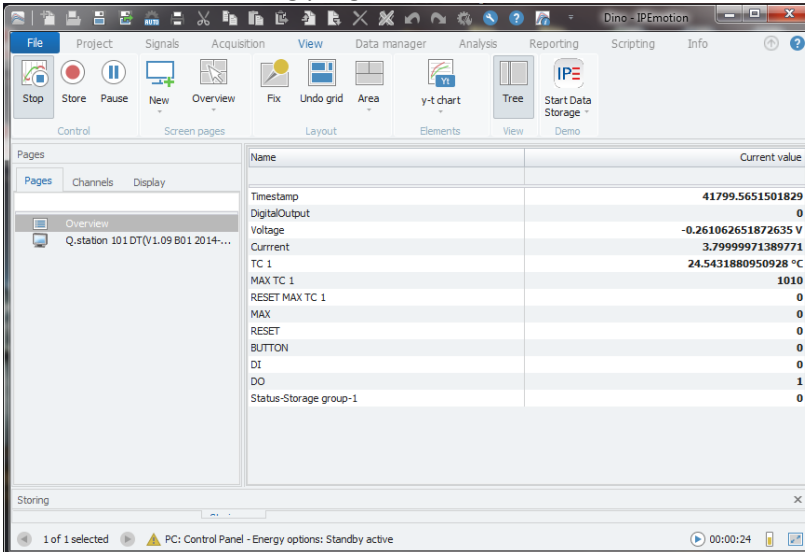 AUTO
Dino - IPEmotion
File Project Signals Acquisition View Data manager Analysis Reporting Scripting Info
IPE
Yt
Stop Store Pause New Overview Fix Undo grid Area y-t chart Tree Start Data Storage
Control Screen pages Layout Elements View Demo
Pages
Pages Channels Display
Overview
Q.station 101 DT(V1.09 B01 2014-...
Name Current value
Timestamp 41799.5651501829
DigitalOutput 0
Voltage -0.261062651872635 V
Currrent 3.79999971389771
TC 1 24.5431880950928 °C
MAX TC 1 1010
RESET MAX TC 1 0
MAX 0
RESET 0
BUTTON 0
DI 0
DO 1
Status-Storage group-1 0
Storing
1 of 1 selected PC: Control Panel - Energy options: Standby active 00:00:24